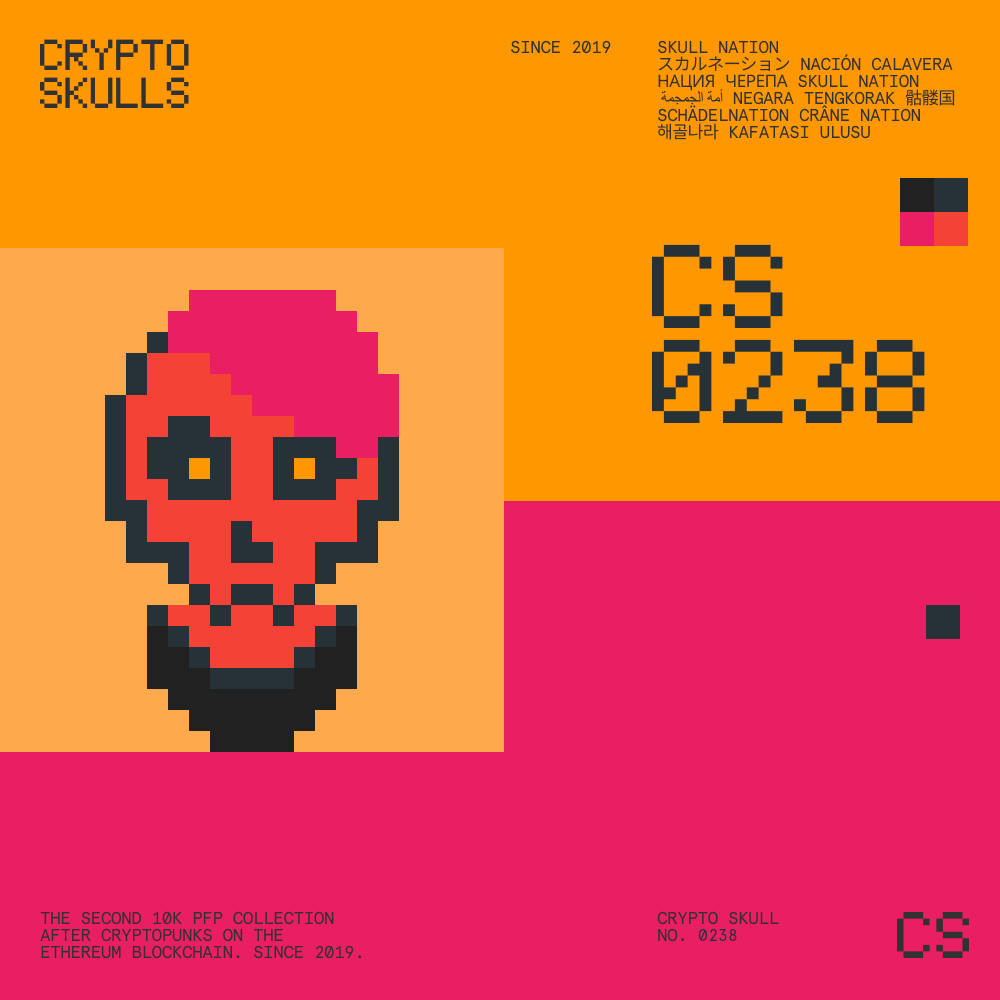 CRYPTO
SKULLS
SINCE 2019
SKULL NATION
スカルネーション NACIÓN CALAVERA
НАЦИЯ ЧЕРЕПА SKULL NATION
أمة الجمجمة NEGARA TENGKORAK 骷髅国
SCHÄDELNATION CRÂNE NATION
해골나라 KAFATASI ULUSU
CS
0238
THE SECOND 10K PFP COLLECTION
AFTER CRYPTOPUNKS ON THE
ETHEREUM BLOCKCHAIN. SINCE 2019.
CRYPTO SKULL
NO. 0238
CS